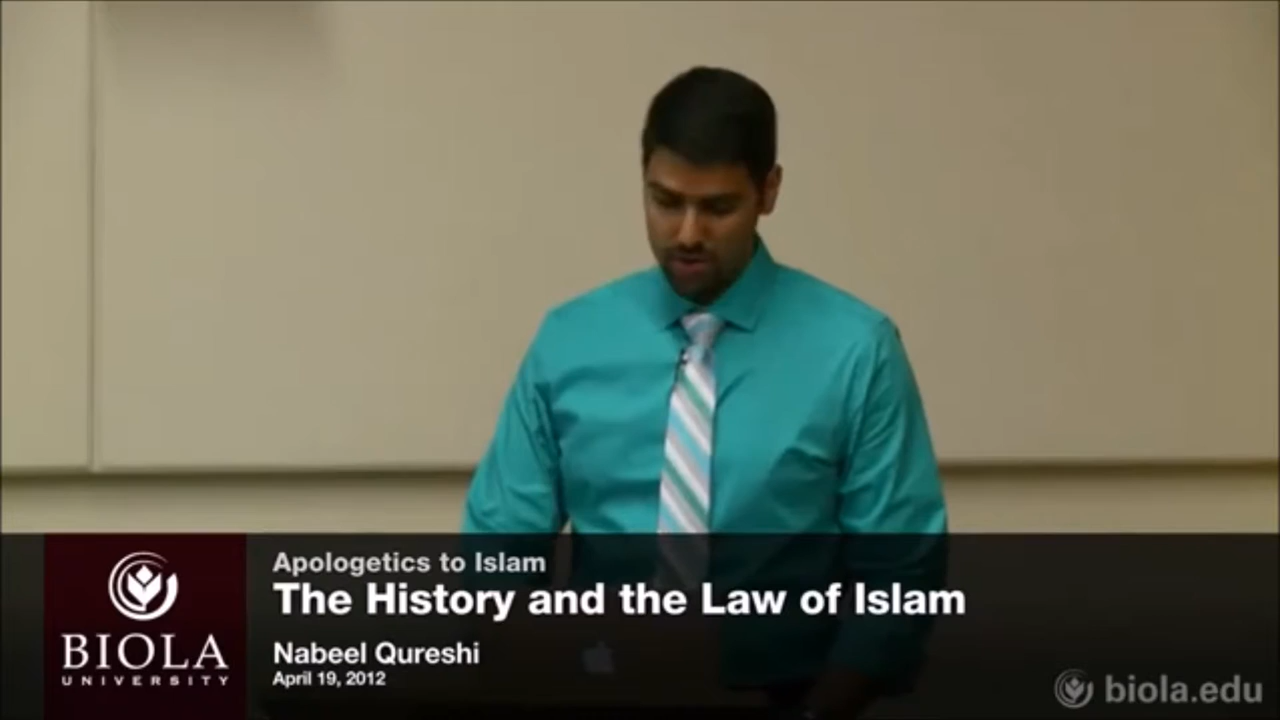 Apologetics to Islam
The History and the Law of Islam
Nabeel Qureshi
April 19, 2012
BIOLA
UNIVERSITY
biola.edu